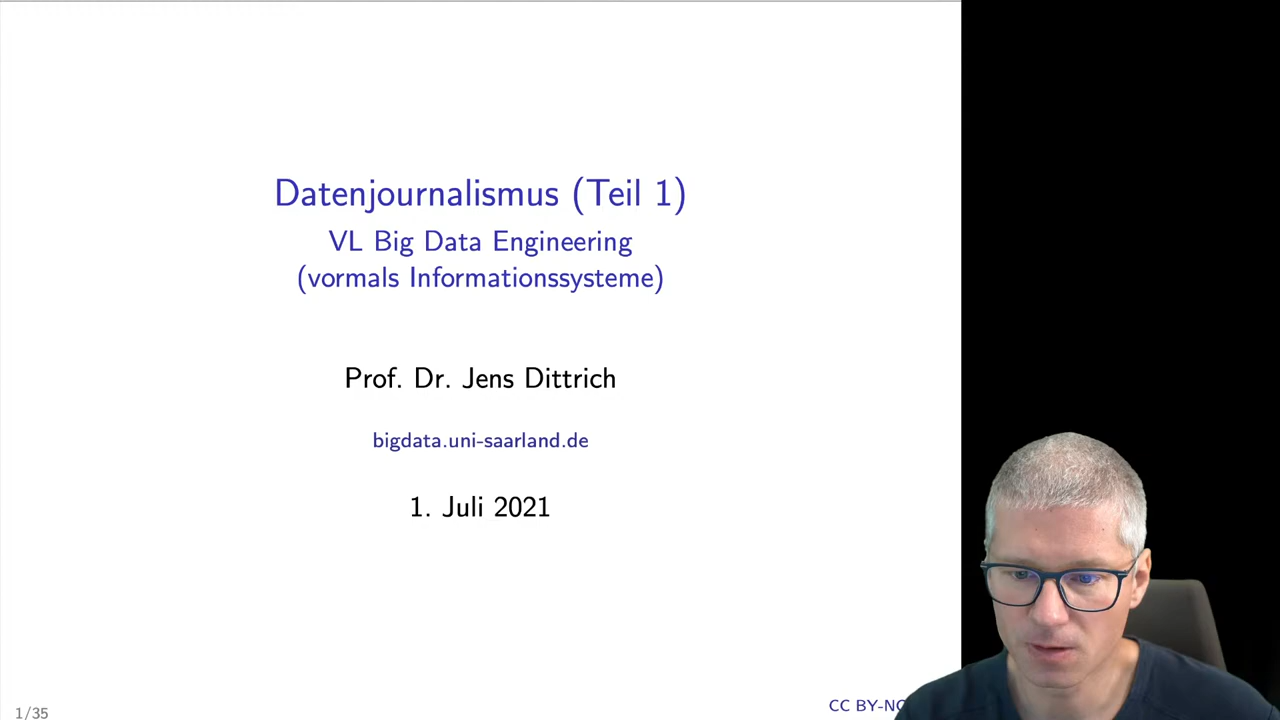 Datenjournalismus (Teil 1)
VL Big Data Engineering
(vormals Informationssysteme)
Prof. Dr. Jens Dittrich
bigdata.uni-saarland.de
1. Juli 2021
1/35
CC BY-NC